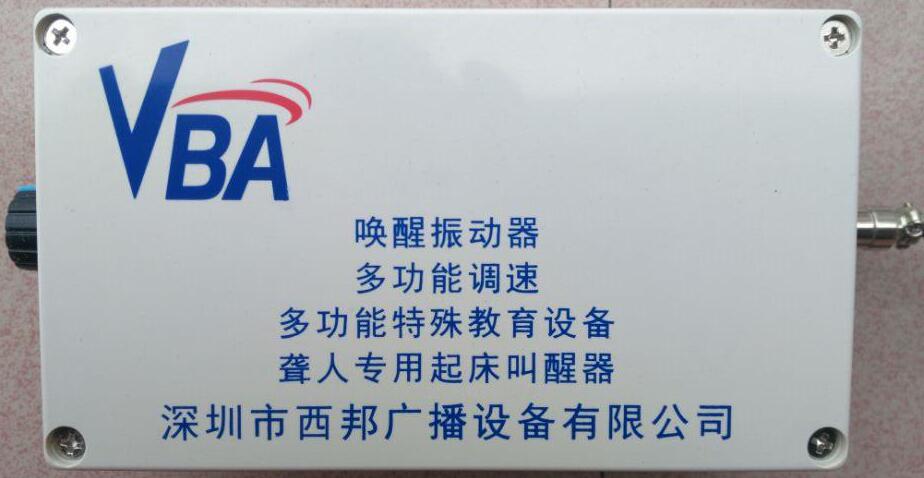 VBA
唤醒振动器
多功能调速
多功能特殊教育设备
聋人专用起床叫醒器
深圳市西邦广播设备有限公司